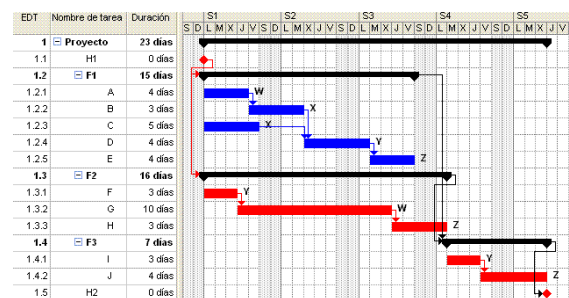 EDT Nombre de tarea Duración S1 S2 S3 S4 S5
S D L M X J V S D L M X J V S D L M X J V S D L M X J V S D L M X J V
1 Proyecto 23 días
1.1 H1 0 días
1.2 F1 15 días
1.2.1 A 4 días W
1.2.2 B 3 días X
1.2.3 C 5 días X
1.2.4 D 4 días Y
1.2.5 E 4 días Z
1.3 F2 16 días
1.3.1 F 3 días Y
1.3.2 G 10 días W
1.3.3 H 3 días Z
1.4 F3 7 días
1.4.1 I 3 días Y
1.4.2 J 4 días Z
1.5 H2 0 días